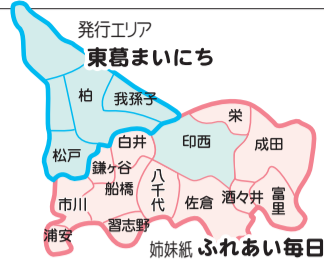 発行エリア
東葛まいにち
柏
我孫子
松戸
白井
印西
栄
成田
鎌ヶ谷
船橋
八千代
佐倉
酒々井
富里
市川
習志野
浦安
姉妹紙 ふれあい毎日